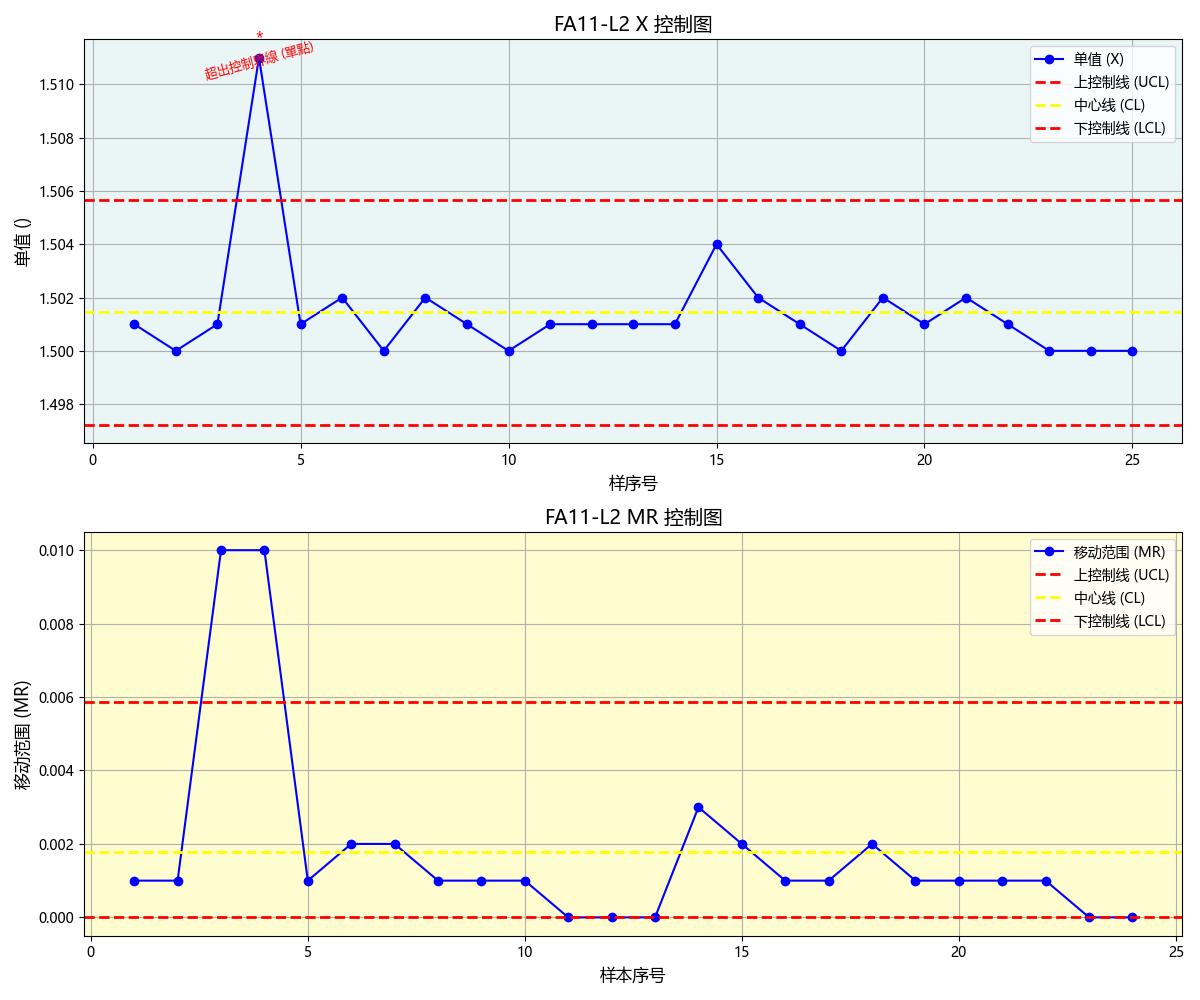 FA11-L2 X 控制图
*
超出控制界線 (單點)
单值 (X)
上控制线 (UCL)
中心线 (CL)
下控制线 (LCL)
单值 ()
1.510
1.508
1.506
1.504
1.502
1.500
1.498
0 5 10 15 20 25
样序号
FA11-L2 MR 控制图
移动范围 (MR)
上控制线 (UCL)
中心线 (CL)
下控制线 (LCL)
移动范围 (MR)
0.010
0.008
0.006
0.004
0.002
0.000
0 5 10 15 20 25
样本序号